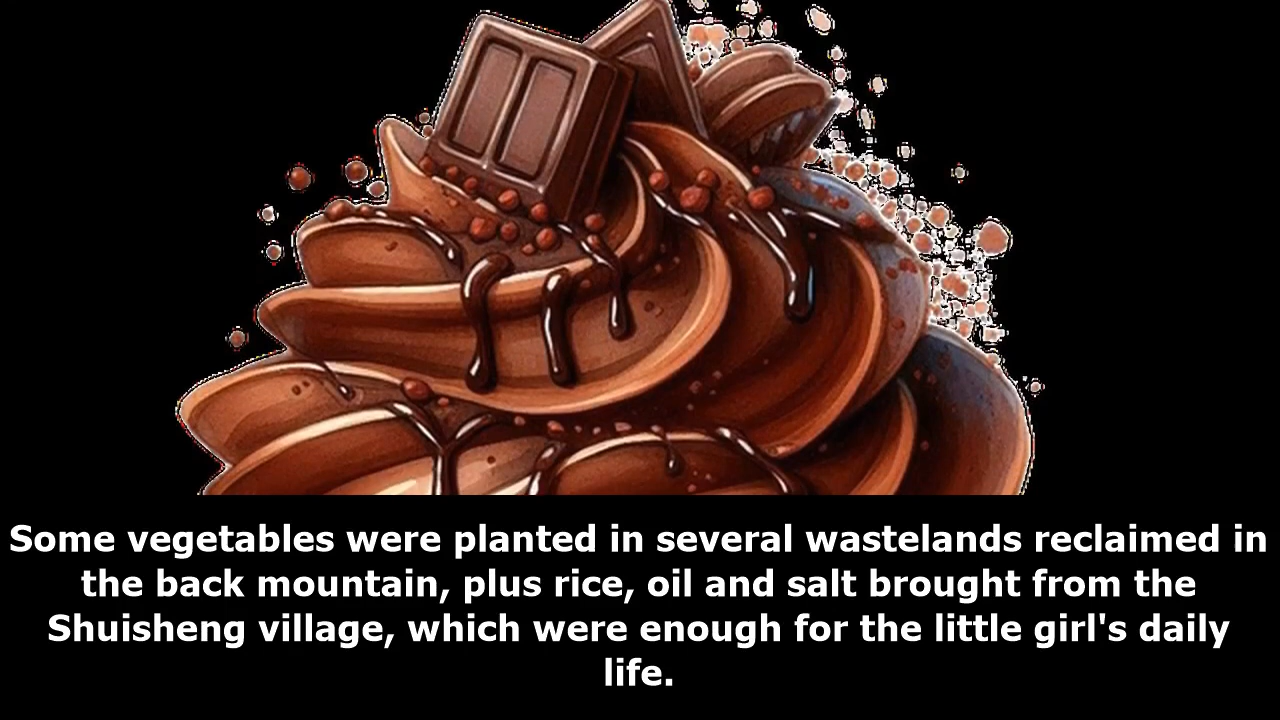 Some vegetables were planted in several wastelands reclaimed in
the back mountain, plus rice, oil and salt brought from the
Shuisheng village, which were enough for the little girl's daily
life.